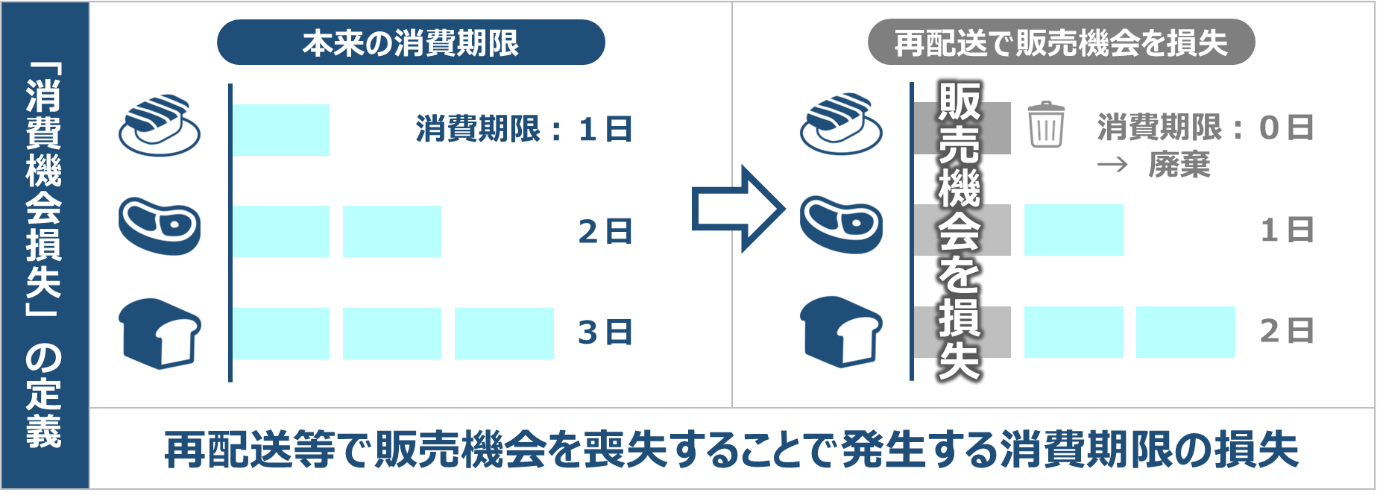 「消費機会損失」の定義
本来の消費期限
消費期限：１日
２日
３日
再配送で販売機会を損失
販売機会を損失
消費期限：０日
→ 廃棄
１日
２日
再配送等で販売機会を喪失することで発生する消費期限の損失